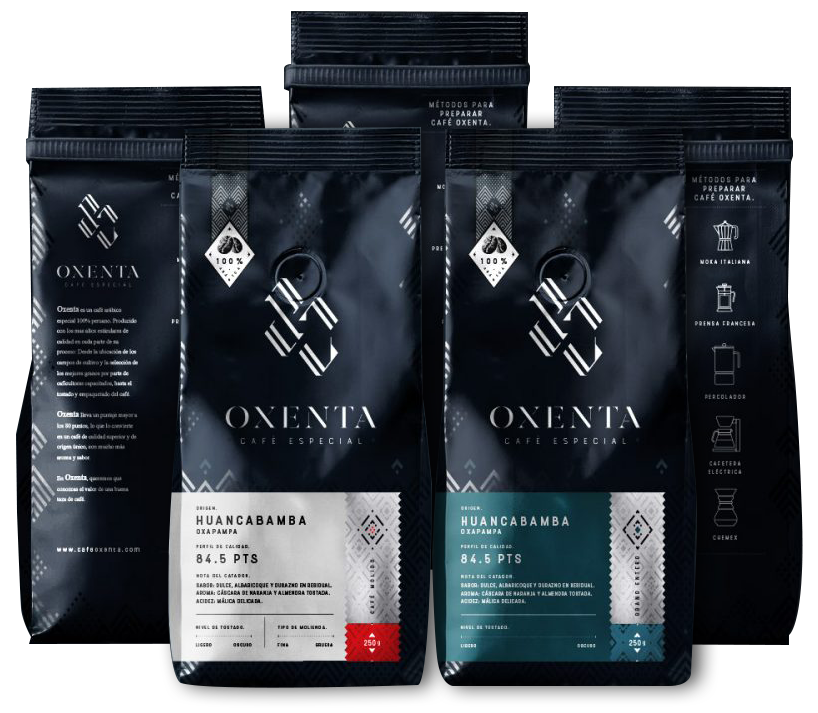 MÉTODOS PARA
PREPARAR
CAFÉ OXENTA.
OXENTA
CAFÉ ESPECIAL
Oxenta es un café arábico
especial 100% peruano. Producido
con los más altos estándares de
calidad en cada parte de su
proceso: Desde la ubicación de los
campos de cultivo y la selección de
los mejores granos por parte de
caficultores capacitados, hasta el
tostado y empaquetado del café.
Oxenta lleva un puntaje mayor a
los 80 puntos, lo que lo convierte
en un café de calidad superior y de
origen único, con mucho más
aroma y sabor.
En Oxenta, queremos que
conozcas el valor de una buena
taza de café.
www.cafeoxenta.com
100%
OXENTA
CAFÉ ESPECIAL
ORIGEN.
HUANCABAMBA
OXAPAMPA
PERFIL DE CALIDAD.
84.5 PTS
NOTA DEL CATADOR.
SABOR: DULCE, ALBARICOQUE Y DURAZNO EN RESIDUAL.
AROMA: CÁSCARA DE NARANJA Y ALMENDRA TOSTADA.
ACIDEZ: MÁLICA DELICADA.
NIVEL DE TOSTADO.
LIGERO OSCURO
TIPO DE MOLIENDA.
FINA GRUESA
CAFÉ MOLIDO
250g
100%
OXENTA
CAFÉ ESPECIAL
ORIGEN.
HUANCABAMBA
OXAPAMPA
PERFIL DE CALIDAD.
84.5 PTS
NOTA DEL CATADOR.
SABOR: DULCE, ALBARICOQUE Y DURAZNO EN RESIDUAL.
AROMA: CÁSCARA DE NARANJA Y ALMENDRA TOSTADA.
ACIDEZ: MÁLICA DELICADA.
NIVEL DE TOSTADO.
LIGERO OSCURO
GRANO ENTERO
250g
MÉTODOS PARA
PREPARAR
CAFÉ OXENTA.
MOKA ITALIANA
PRENSA FRANCESA
PERCOLADOR
CAFETERA
ELÉCTRICA
CHEMEX